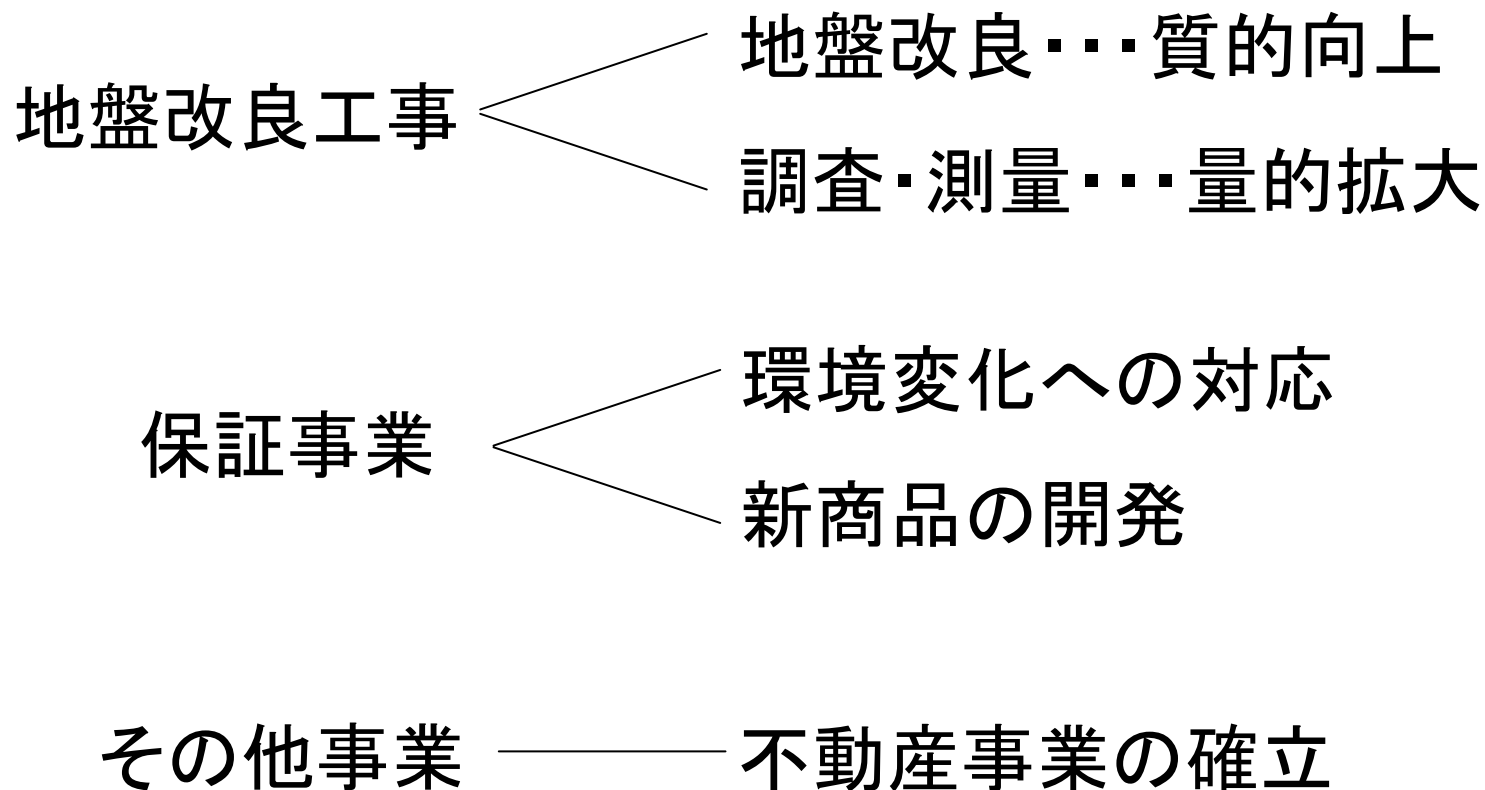 地盤改良工事
地盤改良・・・質的向上
調査・測量・・・量的拡大
保証事業
環境変化への対応
新商品の開発
その他事業
不動産事業の確立